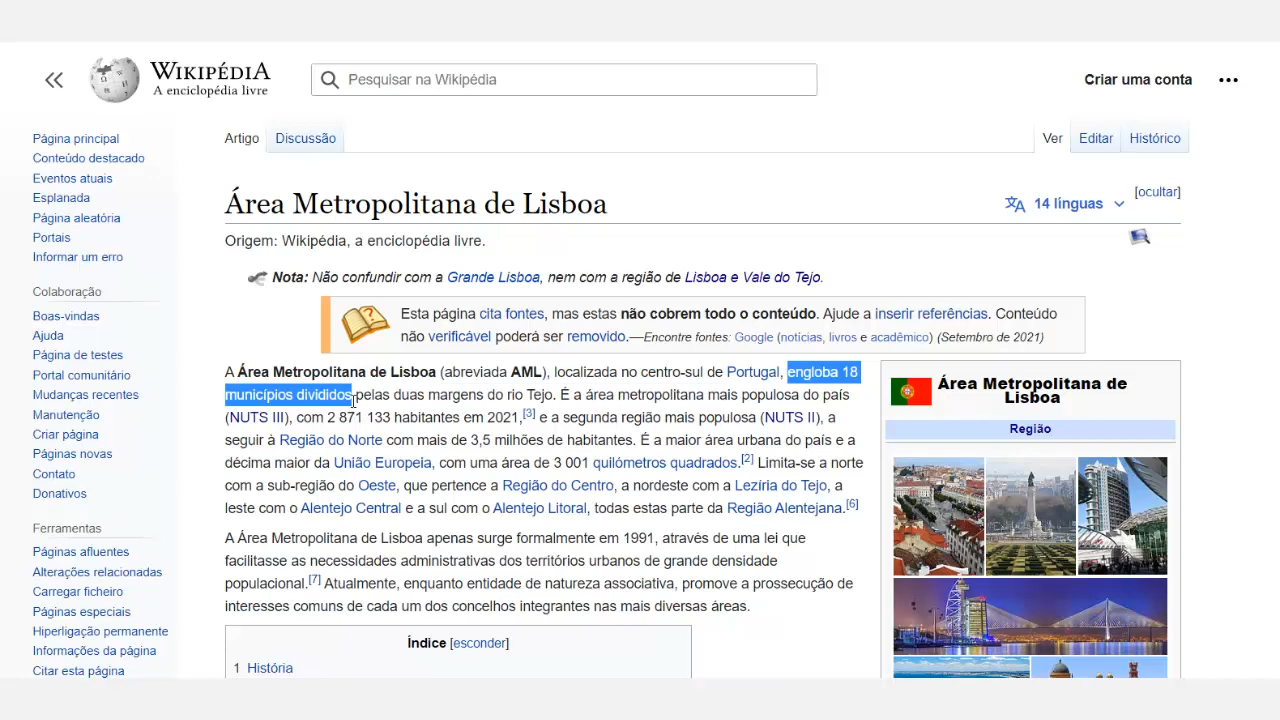 WIKIPÉDIA
A enciclopédia livre
Pesquisar na Wikipédia
Criar uma conta
Página principal
Conteúdo destacado
Eventos atuais
Esplanada
Página aleatória
Portais
Informar um erro
Colaboração
Boas-vindas
Ajuda
Página de testes
Portal comunitário
Mudanças recentes
Manutenção
Criar página
Páginas novas
Contato
Donativos
Ferramentas
Páginas afluentes
Alterações relacionadas
Carregar ficheiro
Páginas especiais
Hiperligação permanente
Informações da página
Citar esta página
Artigo Discussão Ver Editar Histórico
Área Metropolitana de Lisboa
14 línguas
[ocultar]
Origem: Wikipédia, a enciclopédia livre.
Nota: Não confundir com a Grande Lisboa, nem com a região de Lisboa e Vale do Tejo.
Esta página cita fontes, mas estas não cobrem todo o conteúdo. Ajude a inserir referências. Conteúdo
não verificável poderá ser removido.—Encontre fontes: Google (notícias, livros e acadêmico) (Setembro de 2021)
A Área Metropolitana de Lisboa (abreviada AML), localizada no centro-sul de Portugal, engloba 18
municípios divididos pelas duas margens do rio Tejo. É a área metropolitana mais populosa do país
(NUTS III), com 2 871 133 habitantes em 2021,[3] e a segunda região mais populosa (NUTS II), a
seguir à Região do Norte com mais de 3,5 milhões de habitantes. É a maior área urbana do país e a
décima maior da União Europeia, com uma área de 3 001 quilómetros quadrados.[2] Limita-se a norte
com a sub-região do Oeste, que pertence a Região do Centro, a nordeste com a Lezíria do Tejo, a
leste com o Alentejo Central e a sul com o Alentejo Litoral, todas estas parte da Região Alentejana.[6]
A Área Metropolitana de Lisboa apenas surge formalmente em 1991, através de uma lei que
facilitasse as necessidades administrativas dos territórios urbanos de grande densidade
populacional.[7] Atualmente, enquanto entidade de natureza associativa, promove a prossecução de
interesses comuns de cada um dos concelhos integrantes nas mais diversas áreas.
Índice [esconder]
1 História
Área Metropolitana de
Lisboa
Região